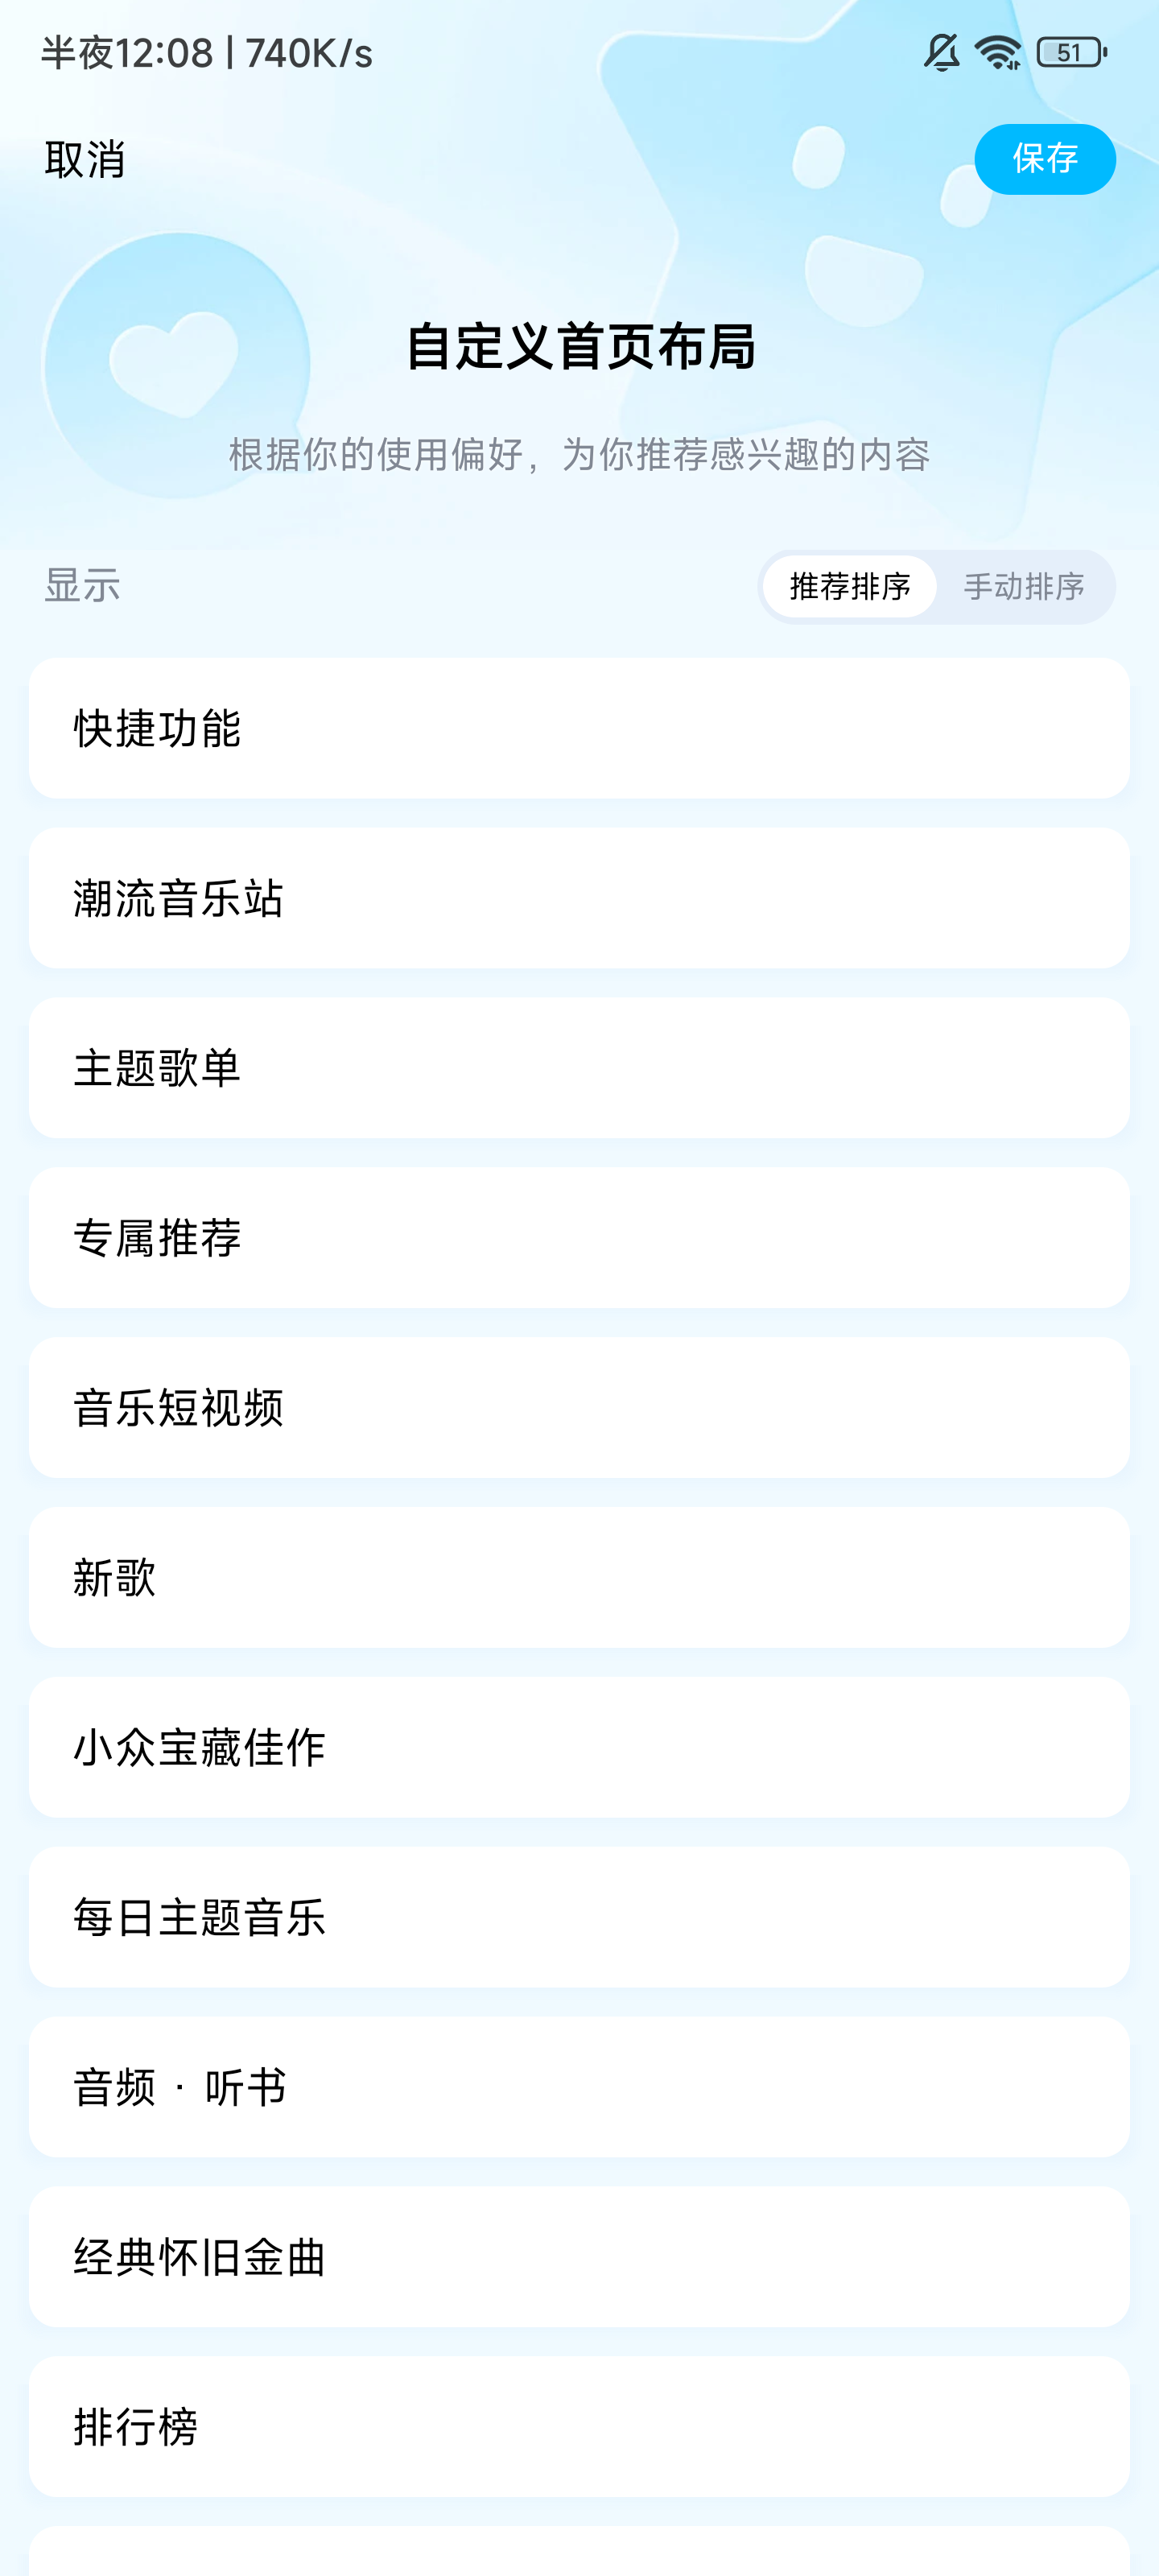 半夜12:08 | 740K/s
51
取消
保存
自定义首页布局
根据你的使用偏好，为你推荐感兴趣的内容
显示
推荐排序
手动排序
快捷功能
潮流音乐站
主题歌单
专属推荐
音乐短视频
新歌
小众宝藏佳作
每日主题音乐
音频 · 听书
经典怀旧金曲
排行榜